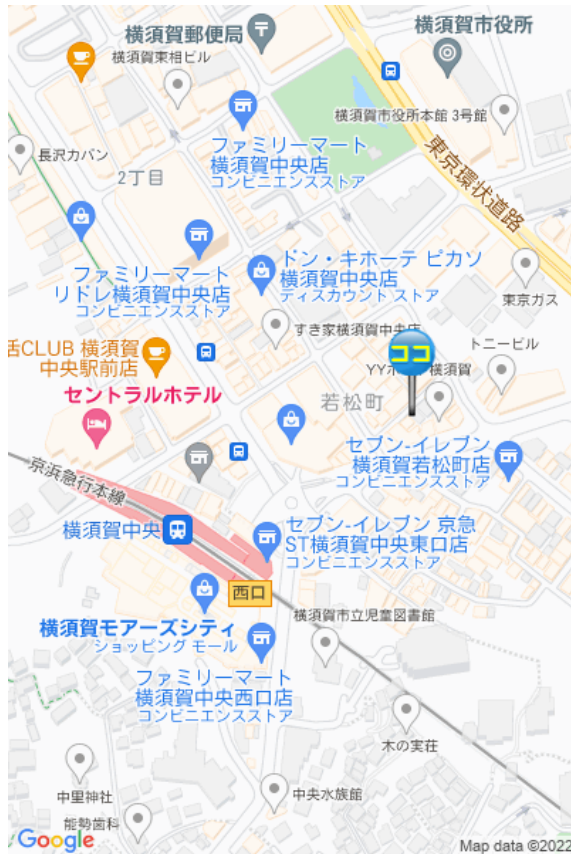 横須賀郵便局
横須賀市役所
横須賀東相ビル
横須賀市役所本館 3号館
長沢カバン
ファミリーマート
横須賀中央店
コンビニエンスストア
東京環状道路
2丁目
ファミリーマート
リドレ横須賀中央店
コンビニエンスストア
ドン・キホーテ ピカソ
横須賀中央店
ディスカウント ストア
東京ガス
すき家横須賀中央店
トニービル
活CLUB 横須賀
中央駅前店
ココ
横須賀
セントラルホテル
若松町
セブン-イレブン
横須賀若松町店
コンビニエンスストア
京浜急行本線
横須賀中央
セブン-イレブン 京急
ST横須賀中央東口店
コンビニエンスストア
西口
横須賀市立児童図書館
横須賀モアーズシティ
ショッピング モール
ファミリーマート
横須賀中央西口店
コンビニエンスストア
木の実荘
中里神社
中央水族館
能勢歯科
Google
Map data ©2022